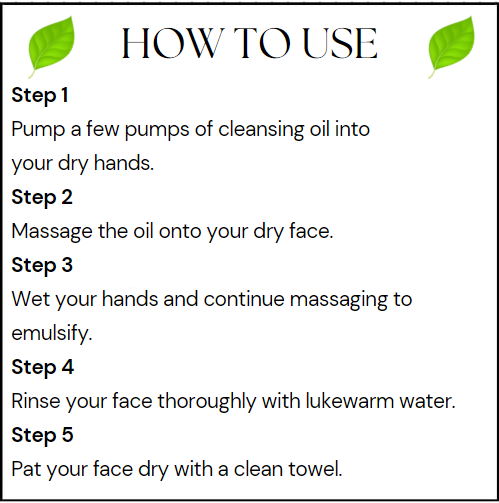 HOW TO USE
Step 1
Pump a few pumps of cleansing oil into
your dry hands.
Step 2
Massage the oil onto your dry face.
Step 3
Wet your hands and continue massaging to
emulsify.
Step 4
Rinse your face thoroughly with lukewarm water.
Step 5
Pat your face dry with a clean towel.